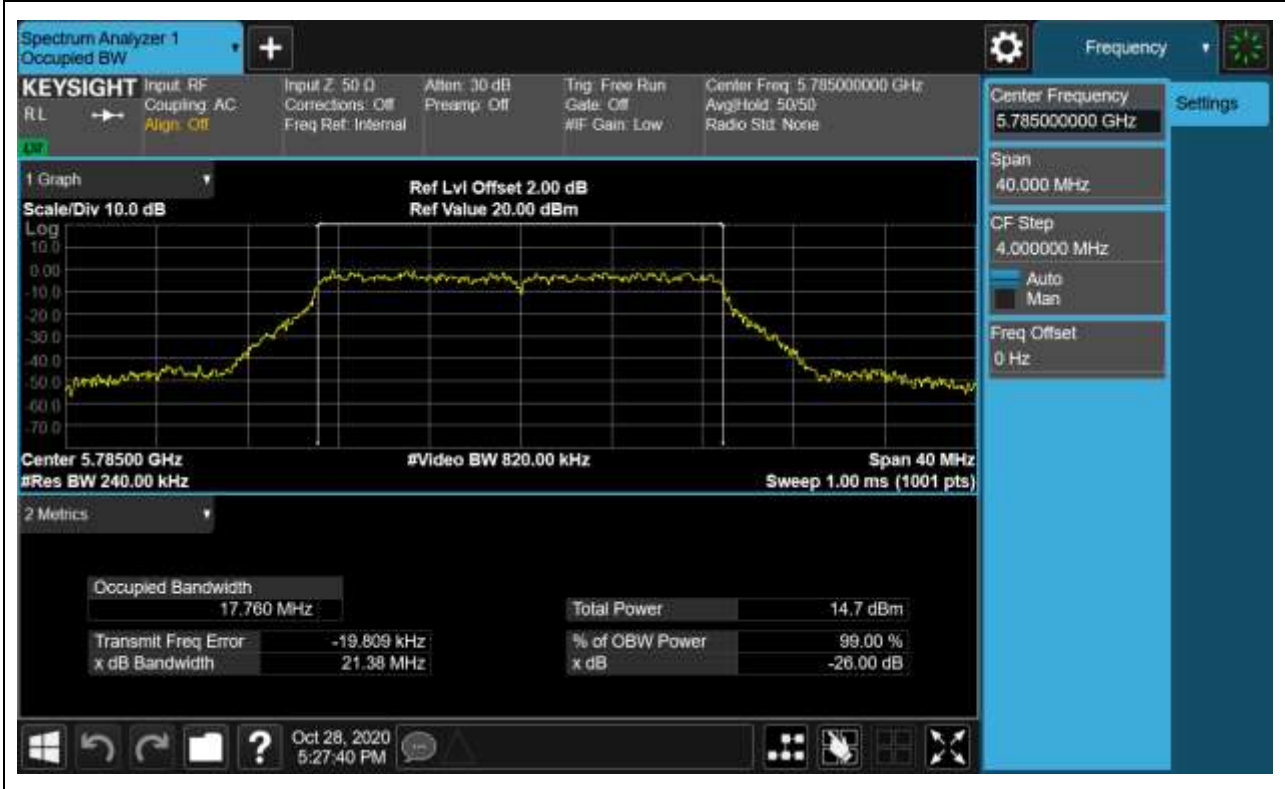 Spectrum Analyzer 1
Occupied BW
Frequency
KEYSIGHT
RL
Input: RF
Coupling: AC
Align: Off
Input Z: 50 Ω
Corrections: Off
Freq Ref: Internal
Atten: 30 dB
Preamp: Off
Trig: Free Run
Gate: Off
#IF Gain: Low
Center Freq: 5.785000000 GHz
Avg|Hold: 50/50
Radio Std: None
Center Frequency
5.785000000 GHz
Settings
Span
40.000 MHz
CF Step
4.000000 MHz
Auto
Man
Freq Offset
0 Hz
1 Graph
Scale/Div 10.0 dB
Ref Lvl Offset 2.00 dB
Ref Value 20.00 dBm
Log
10.0
0.00
-10.0
-20.0
-30.0
-40.0
-50.0
-60.0
-70.0
Center 5.78500 GHz
#Video BW 820.00 kHz
Span 40 MHz
#Res BW 240.00 kHz
Sweep 1.00 ms (1001 pts)
2 Metrics
Occupied Bandwidth
17.760 MHz
Total Power 14.7 dBm
Transmit Freq Error -19.809 kHz
% of OBW Power 99.00 %
x dB Bandwidth 21.38 MHz
x dB -26.00 dB
?
Oct 28, 2020
5:27:40 PM